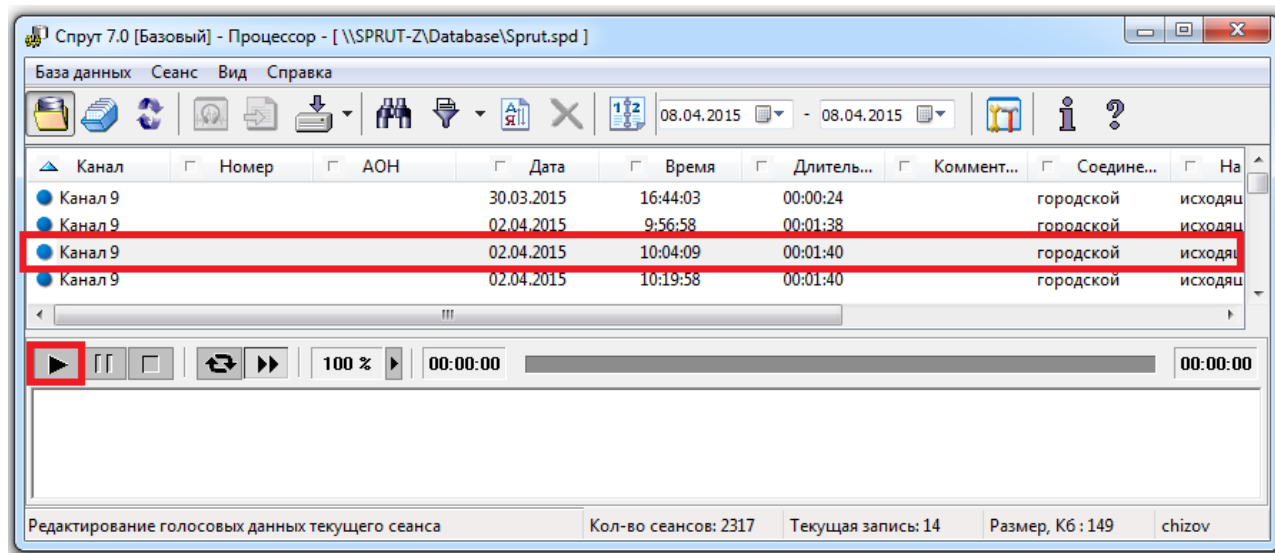 Спрут 7.0 [Базовый] - Процессор - [ \\SPRUT-Z\Database\Sprut.spd ]
База данных Сеанс Вид Справка
08.04.2015 - 08.04.2015
Канал Номер АОН Дата Время Длитель... Коммент... Соедине... На
Канал 9 30.03.2015 16:44:03 00:00:24 городской исходящ
Канал 9 02.04.2015 9:56:58 00:01:38 городской исходящ
Канал 9 02.04.2015 10:04:09 00:01:40 городской исходящ
Канал 9 02.04.2015 10:19:58 00:01:40 городской исходящ
100 % 00:00:00 00:00:00
Редактирование голосовых данных текущего сеанса Кол-во сеансов: 2317 Текущая запись: 14 Размер, Кб : 149 chizov